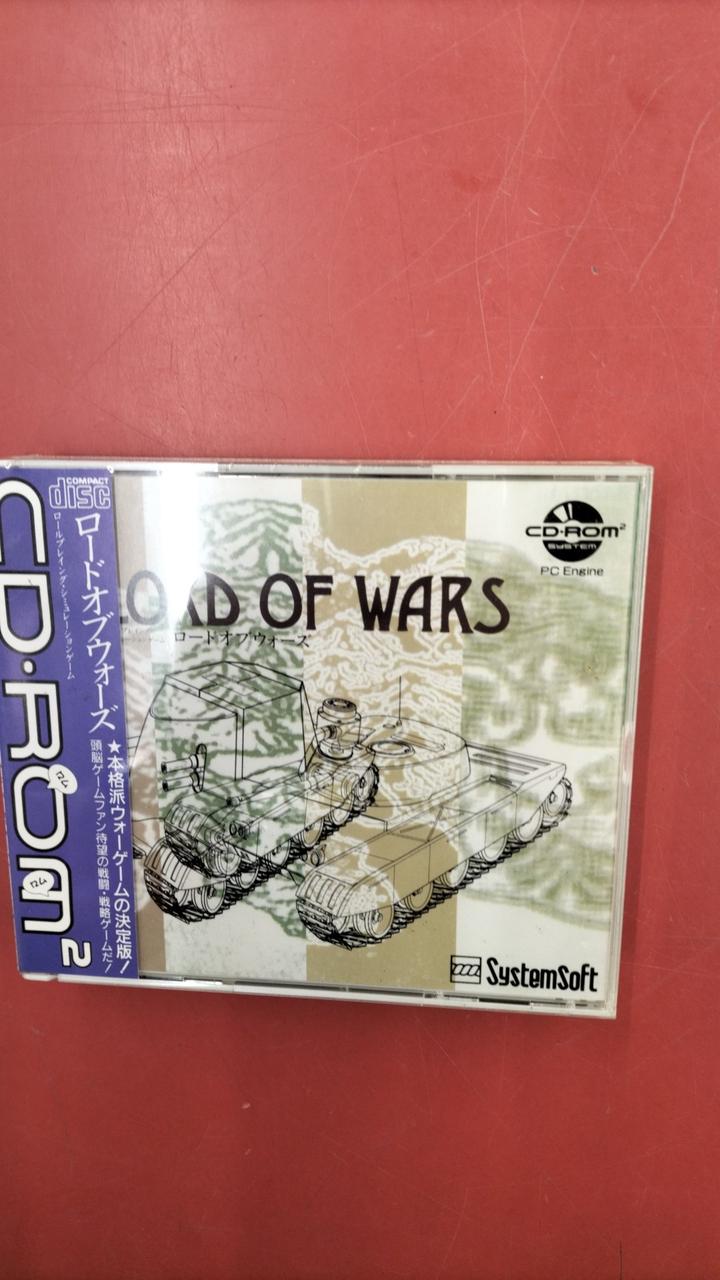 COMPACT
disc
CD·ROM2
ロム
ロム
ロードオブウォーズ
ロールプレイング・シミュレーションゲーム
★本格派ウォーゲームの決定版!
頭脳ゲームファン待望の戦闘・戦略ゲームだ!
LORD OF WARS
ロードオブウォーズ
CD·ROM2
SYSTEM
PC Engine
SystemSoft